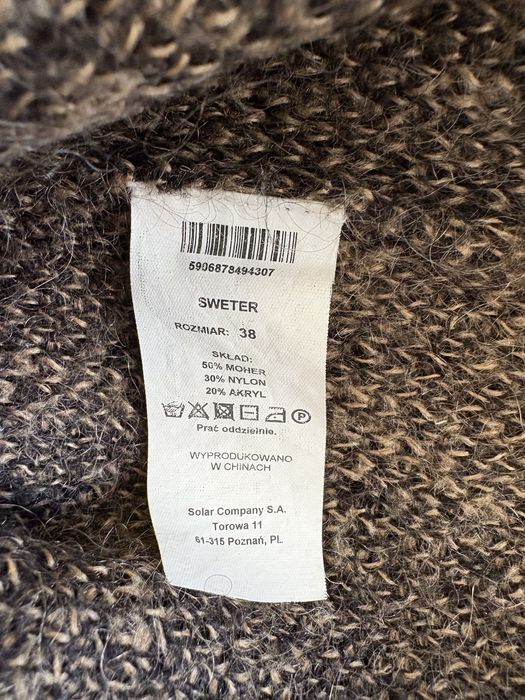 5906878494307
SWETER
ROZMIAR: 38
SKŁAD:
50% MOHER
30% NYLON
20% AKRYL
P
Prać oddzielnie.
WYPRODUKOWANO
W CHINACH
Solar Company S.A.
Torowa 11
61-315 Poznań, PL